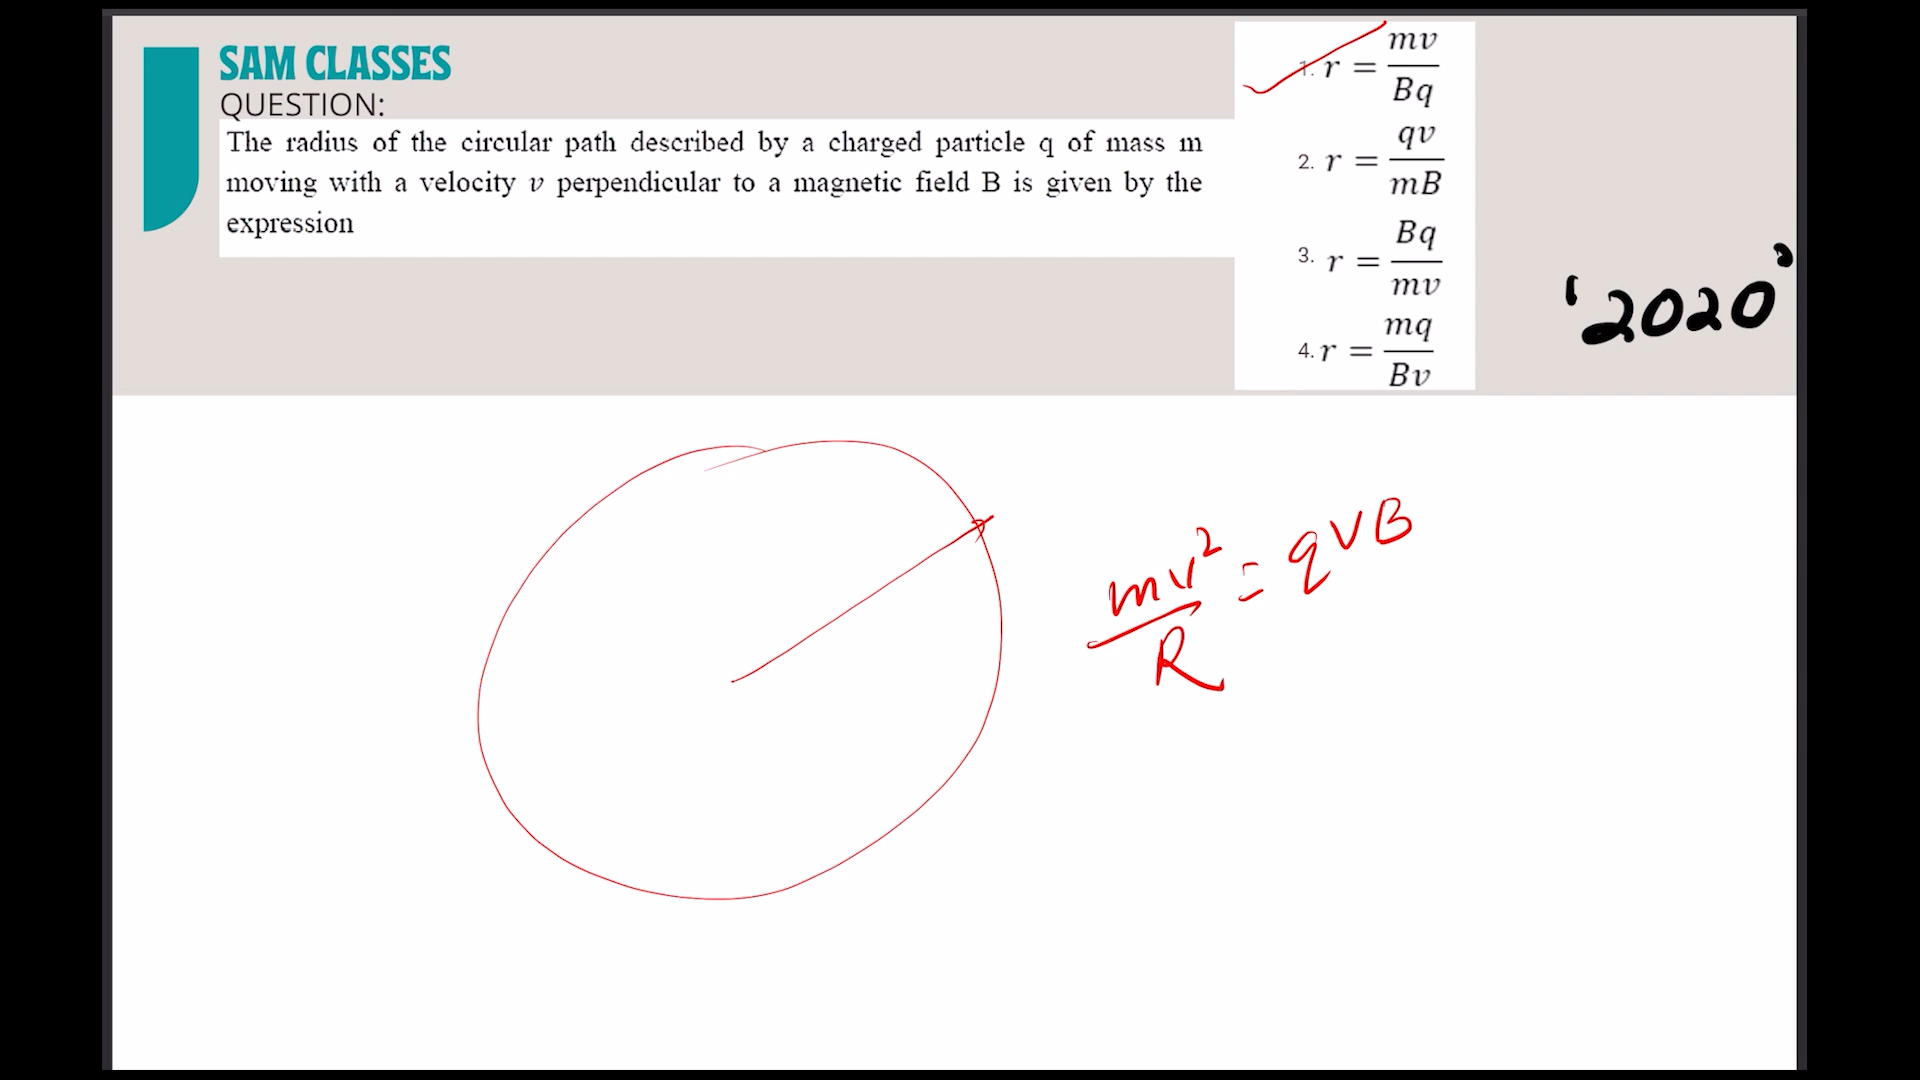 SAM CLASSES
QUESTION:
The radius of the circular path described by a charged particle q of mass m
moving with a velocity v perpendicular to a magnetic field B is given by the
expression
1. r = mv/Bq
2. r = qv/mB
3. r = Bq/mv
4. r = mq/Bv
'2020'
mv²/R = qVB